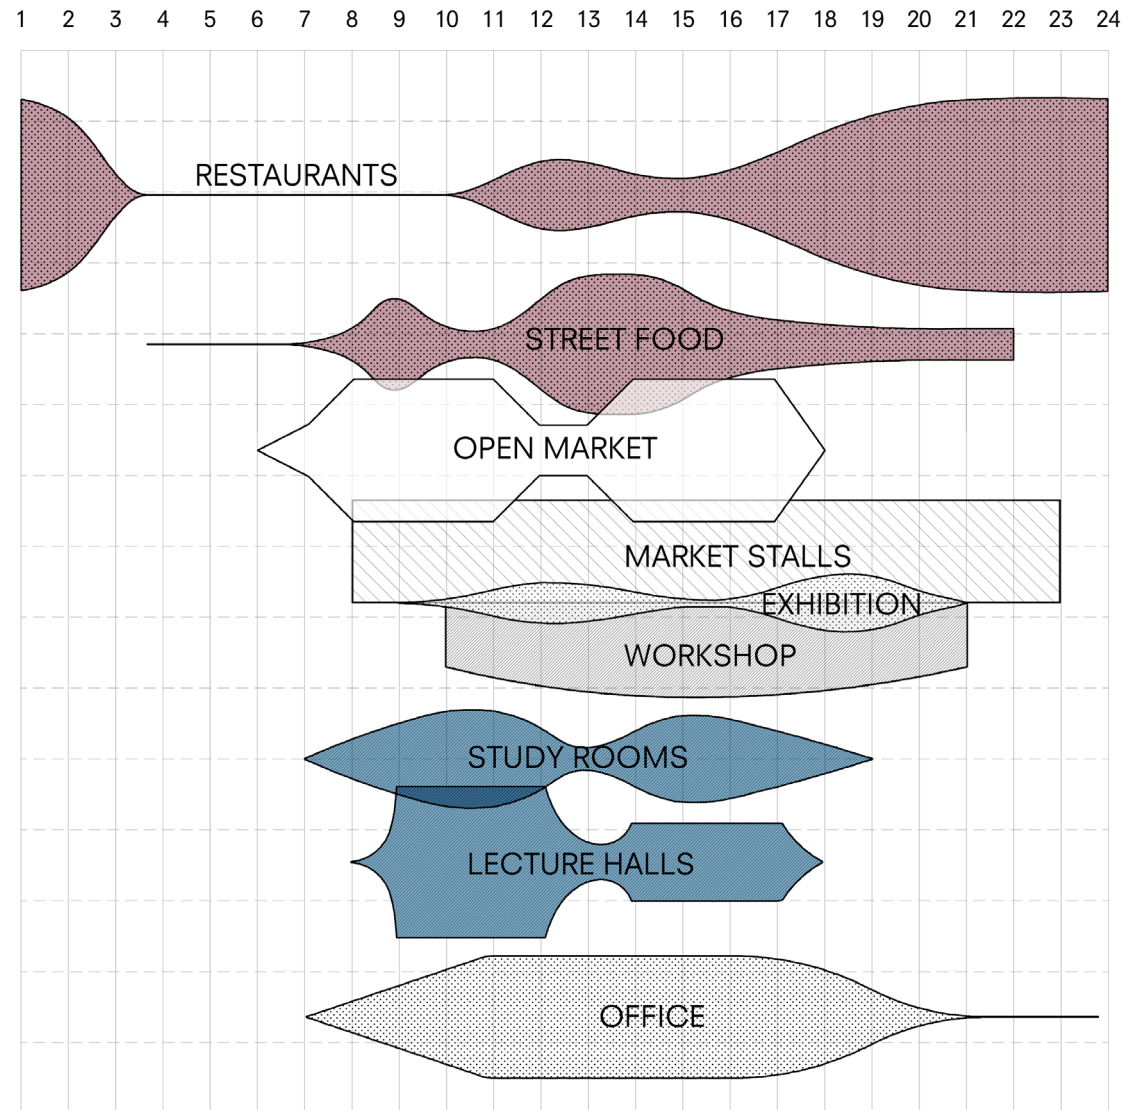 1 2 3 4 5 6 7 8 9 10 11 12 13 14 15 16 17 18 19 20 21 22 23 24
RESTAURANTS
STREET FOOD
OPEN MARKET
MARKET STALLS
EXHIBITION
WORKSHOP
STUDY ROOMS
LECTURE HALLS
OFFICE